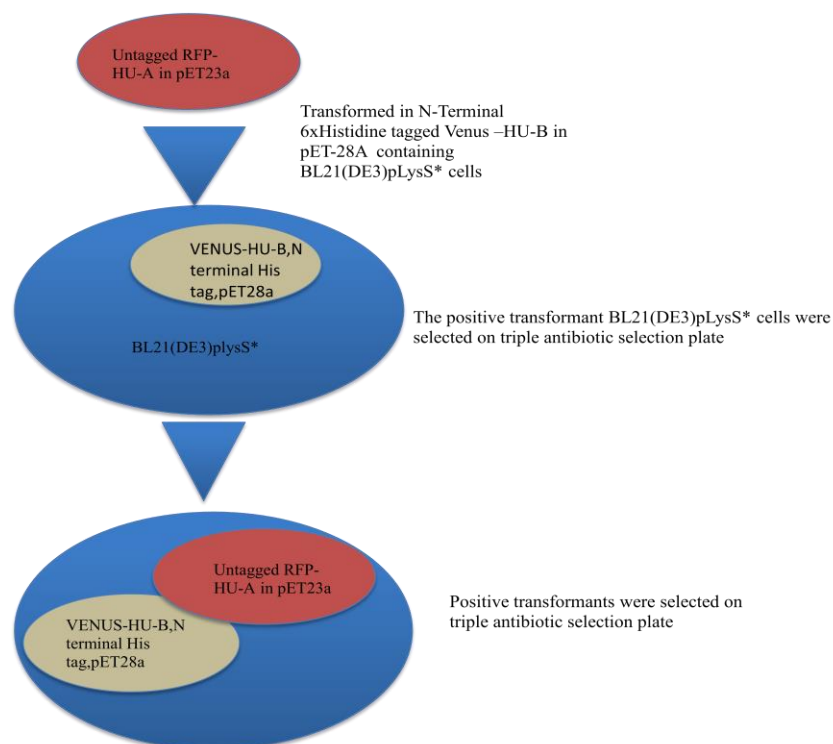 Untagged RFP-
HU-A in pET23a
Transformed in N-Terminal
6xHistidine tagged Venus –HU-B in
pET-28A containing
BL21(DE3)pLysS* cells
VENUS-HU-B,N
terminal His
tag,pET28a
BL21(DE3)plysS*
The positive transformant BL21(DE3)pLysS* cells were
selected on triple antibiotic selection plate
Untagged RFP-
HU-A in pET23a
VENUS-HU-B,N
terminal His
tag,pET28a
Positive transformants were selected on
triple antibiotic selection plate